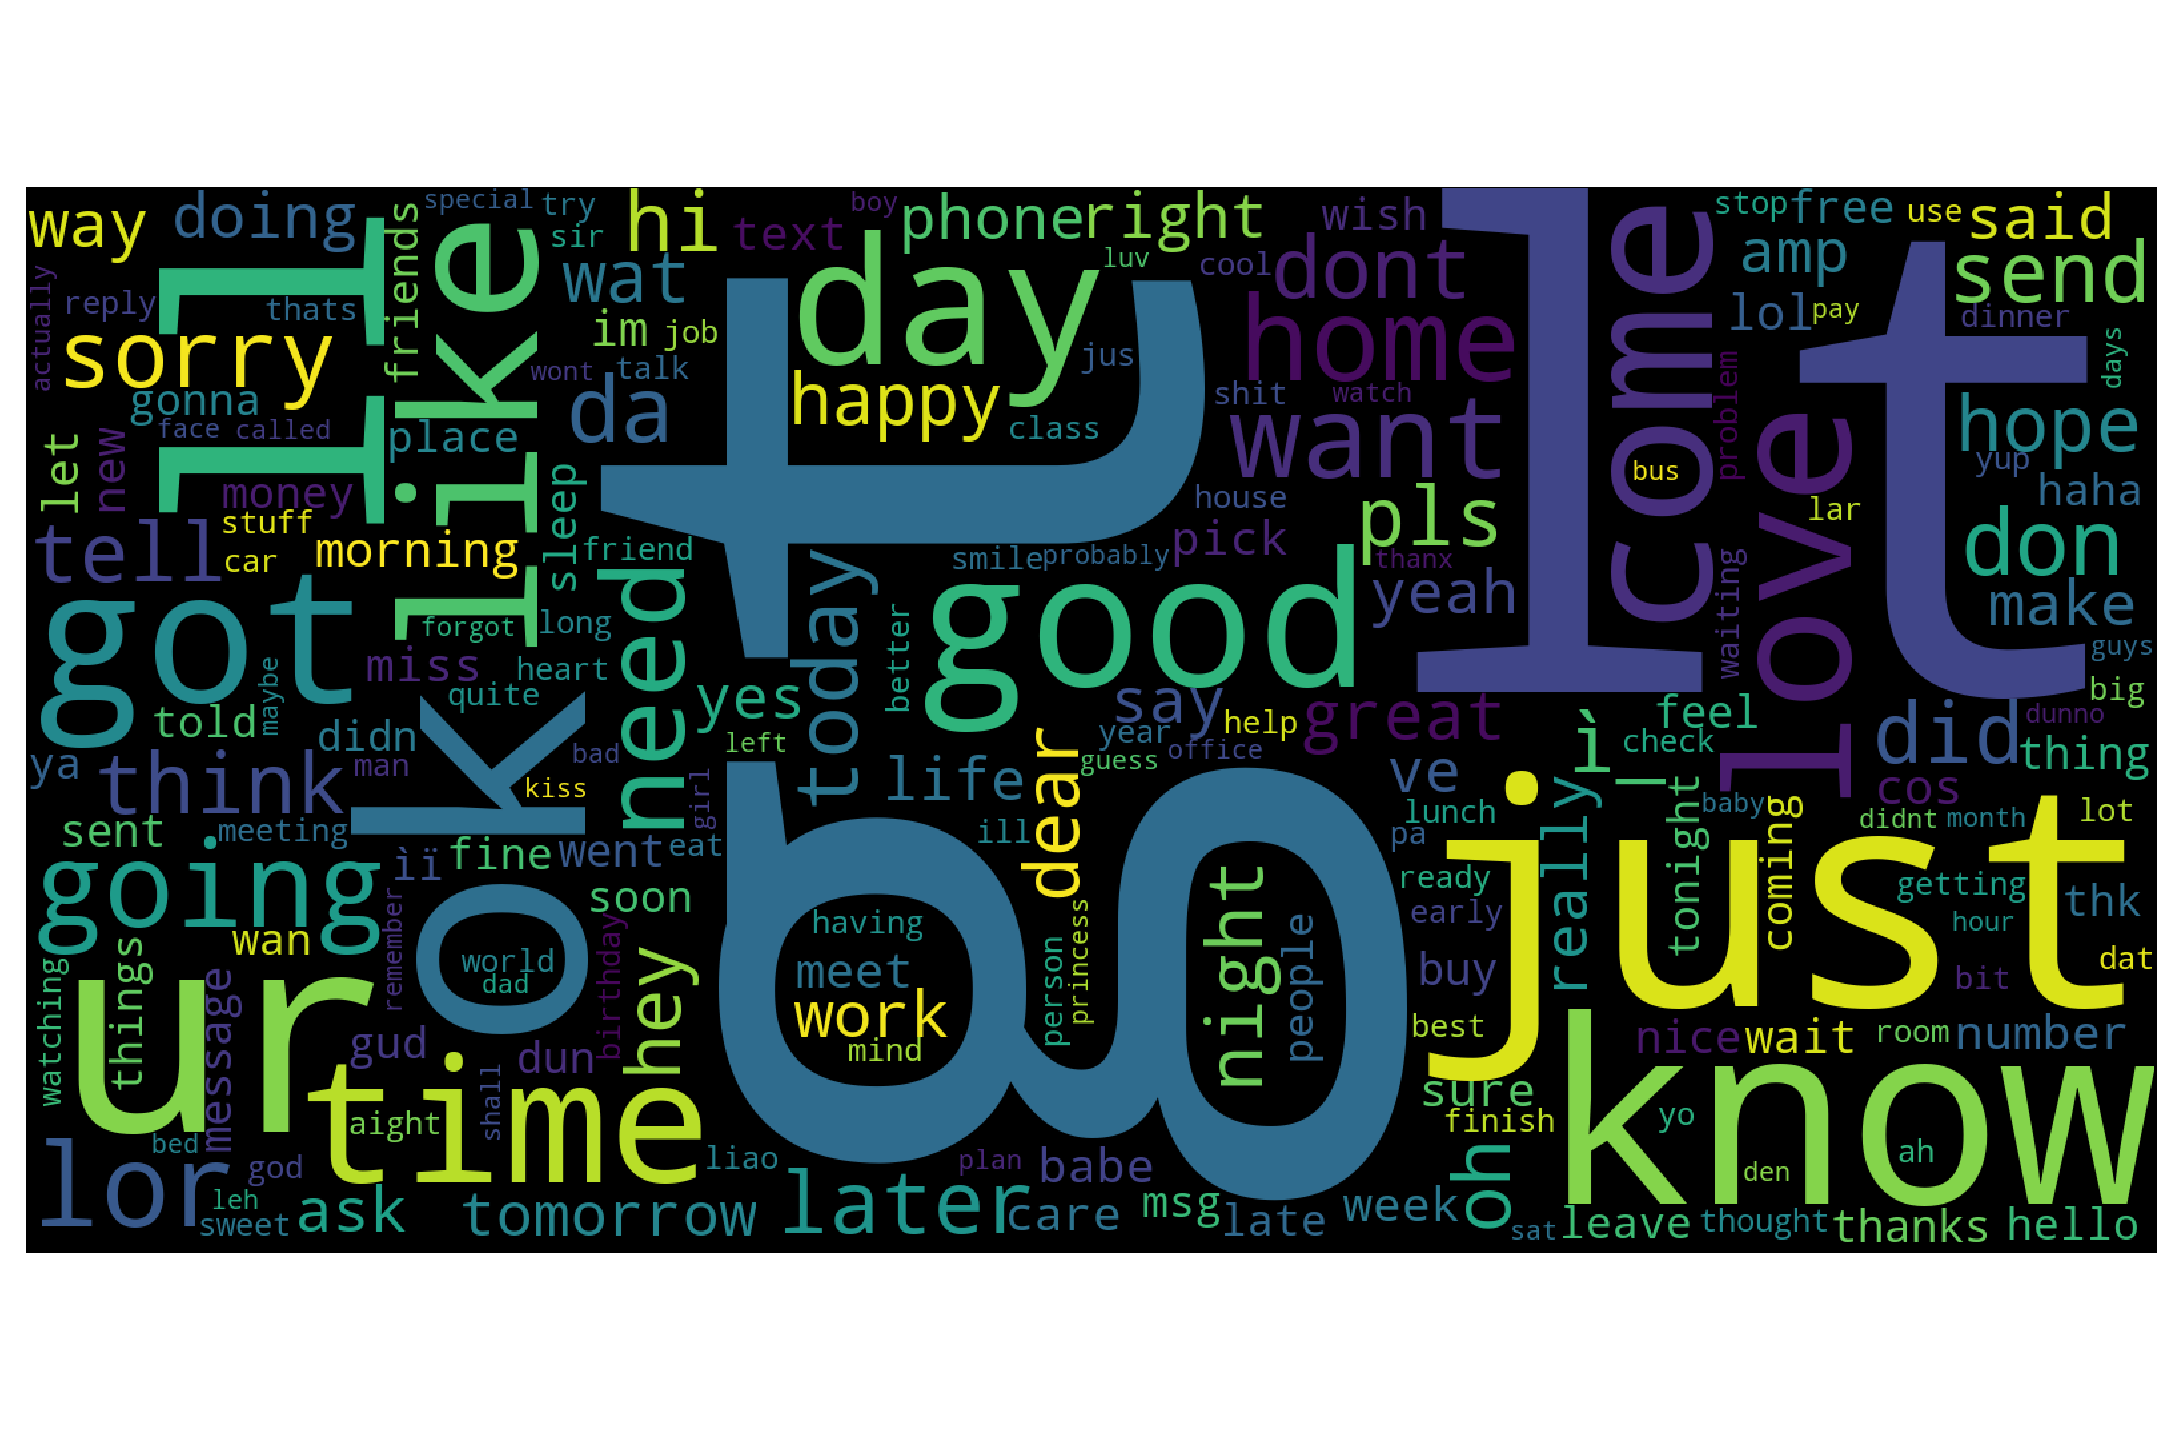 way
doing
special
try
sir
hi
text
boy
phone
right
wish
stop
free
use
said
actually
reply
thats
ll
friends
like
wat
day
luv
cool
dont
lt
come
amp
send
sorry
im
job
jus
home
lol
pay
dinner
gonna
wont
talk
da
happy
shit
watch
problem
days
face
called
place
class
want
love
hope
let
new
money
sleep
gt
house
bus
yup
haha
stuff
tell
car
morning
friend
smile
probably
pick
pls
thanx
lar
don
got
forgot
long
need
today
good
yeah
waiting
make
miss
heart
better
guys
maybe
quite
told
didn
yes
say
help
great
feel
big
ya
think
man
bad
left
year
office
ì_
check
did
dunno
thing
ok
kiss
girl
life
dear
guess
ve
cos
sent
meeting
ìï
fine
went
eat
ill
pa
lunch
really
tonight
baby
coming
just
didnt
month
lot
going
wan
soon
having
night
people
ready
early
getting
hour
thk
watching
things
remember
world
dad
birthday
hey
meet
work
mind
person
princess
buy
best
bit
dat
ur
message
gud
dun
time
nice
wait
room
number
shall
aight
sure
finish
know
yo
ah
den
lor
bed
god
leh
sweet
ask
tomorrow
liao
later
plan
babe
care
msg
late
week
oh
sat
leave
thought
thanks
hello